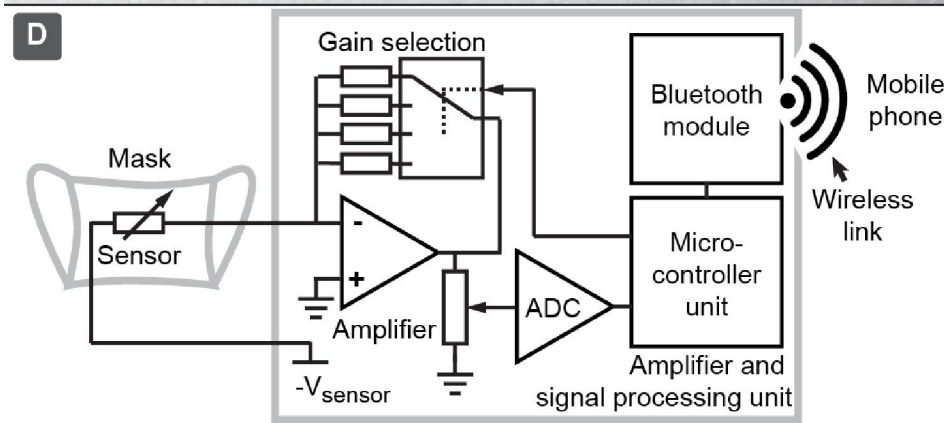 D
Gain selection
Mask
Sensor
-
+
Amplifier
-Vsensor
ADC
Bluetooth
module
Micro-
controller
unit
Amplifier and
signal processing unit
Mobile
phone
Wireless
link